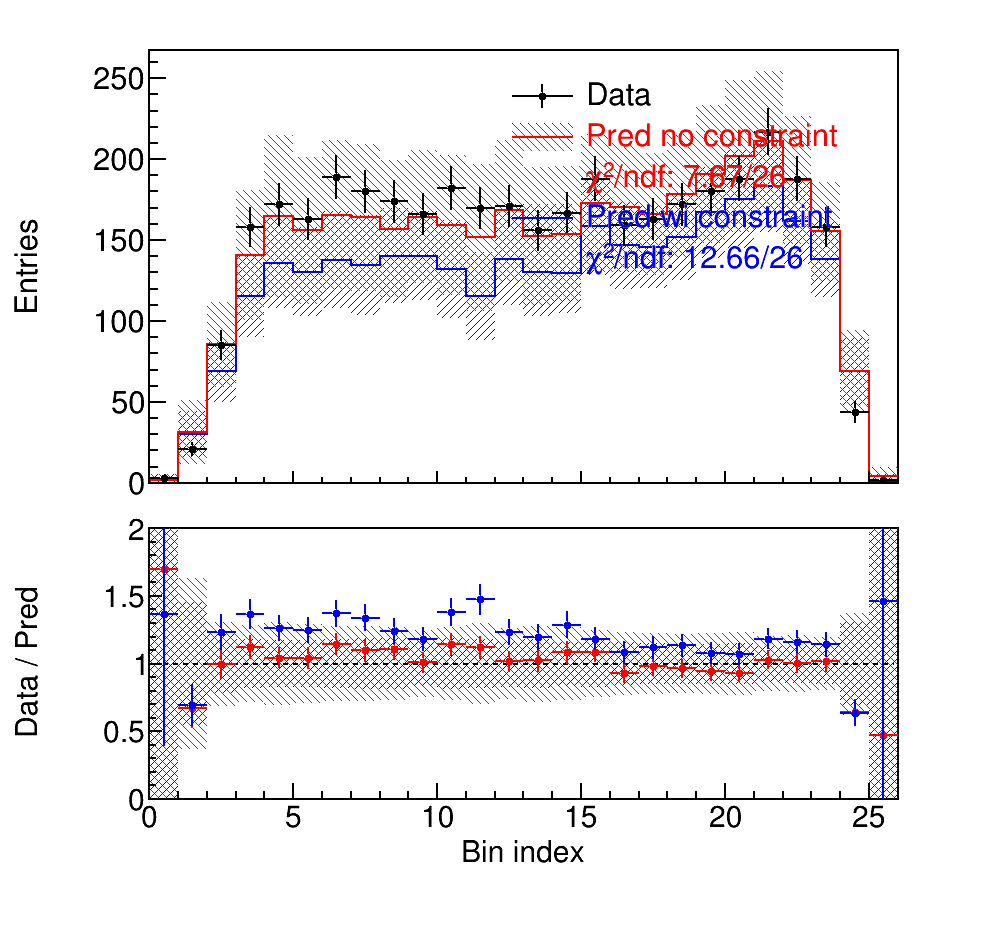 250
200
150
100
50
0
Entries
Data
Pred no constraint
χ²/ndf: 7.67/26
Pred wi constraint
χ²/ndf: 12.66/26
2
1.5
1
0.5
0
Data / Pred
0 5 10 15 20 25
Bin index